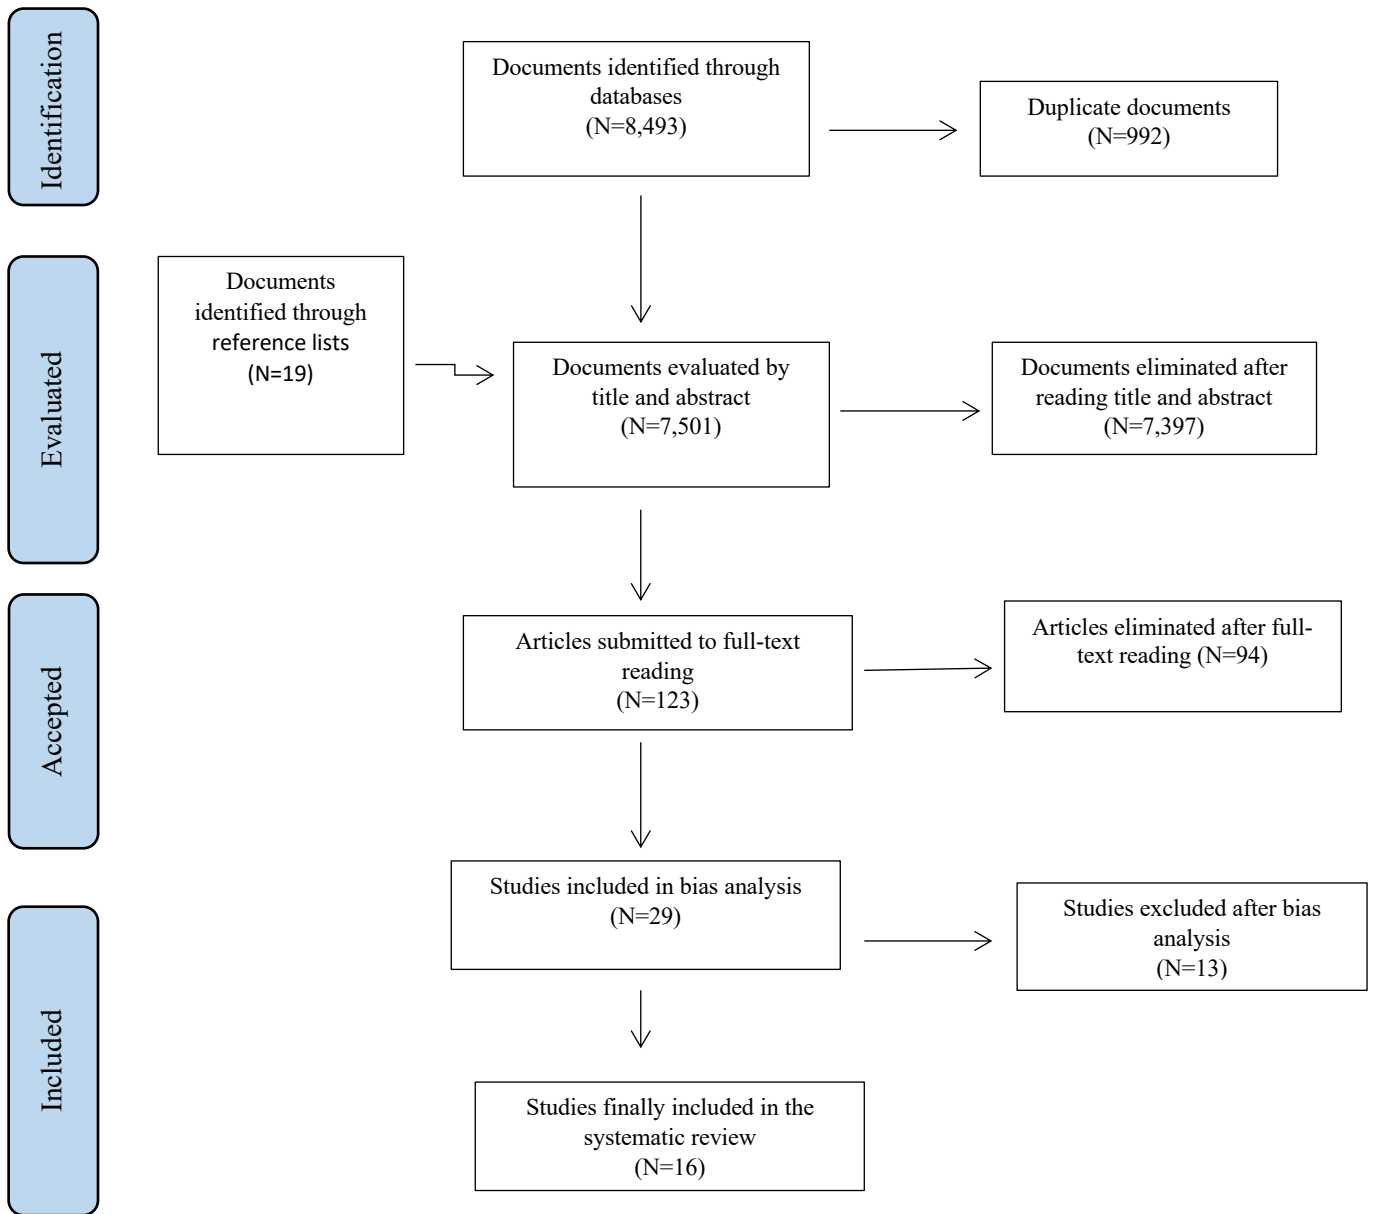 Identification
Documents identified through
databases
(N=8,493)
Duplicate documents
(N=992)
Evaluated
Documents
identified through
reference lists
(N=19)
Documents evaluated by
title and abstract
(N=7,501)
Documents eliminated after
reading title and abstract
(N=7,397)
Accepted
Articles submitted to full-text
reading
(N=123)
Articles eliminated after full-
text reading (N=94)
Included
Studies included in bias analysis
(N=29)
Studies excluded after bias
analysis
(N=13)
Studies finally included in the
systematic review
(N=16)